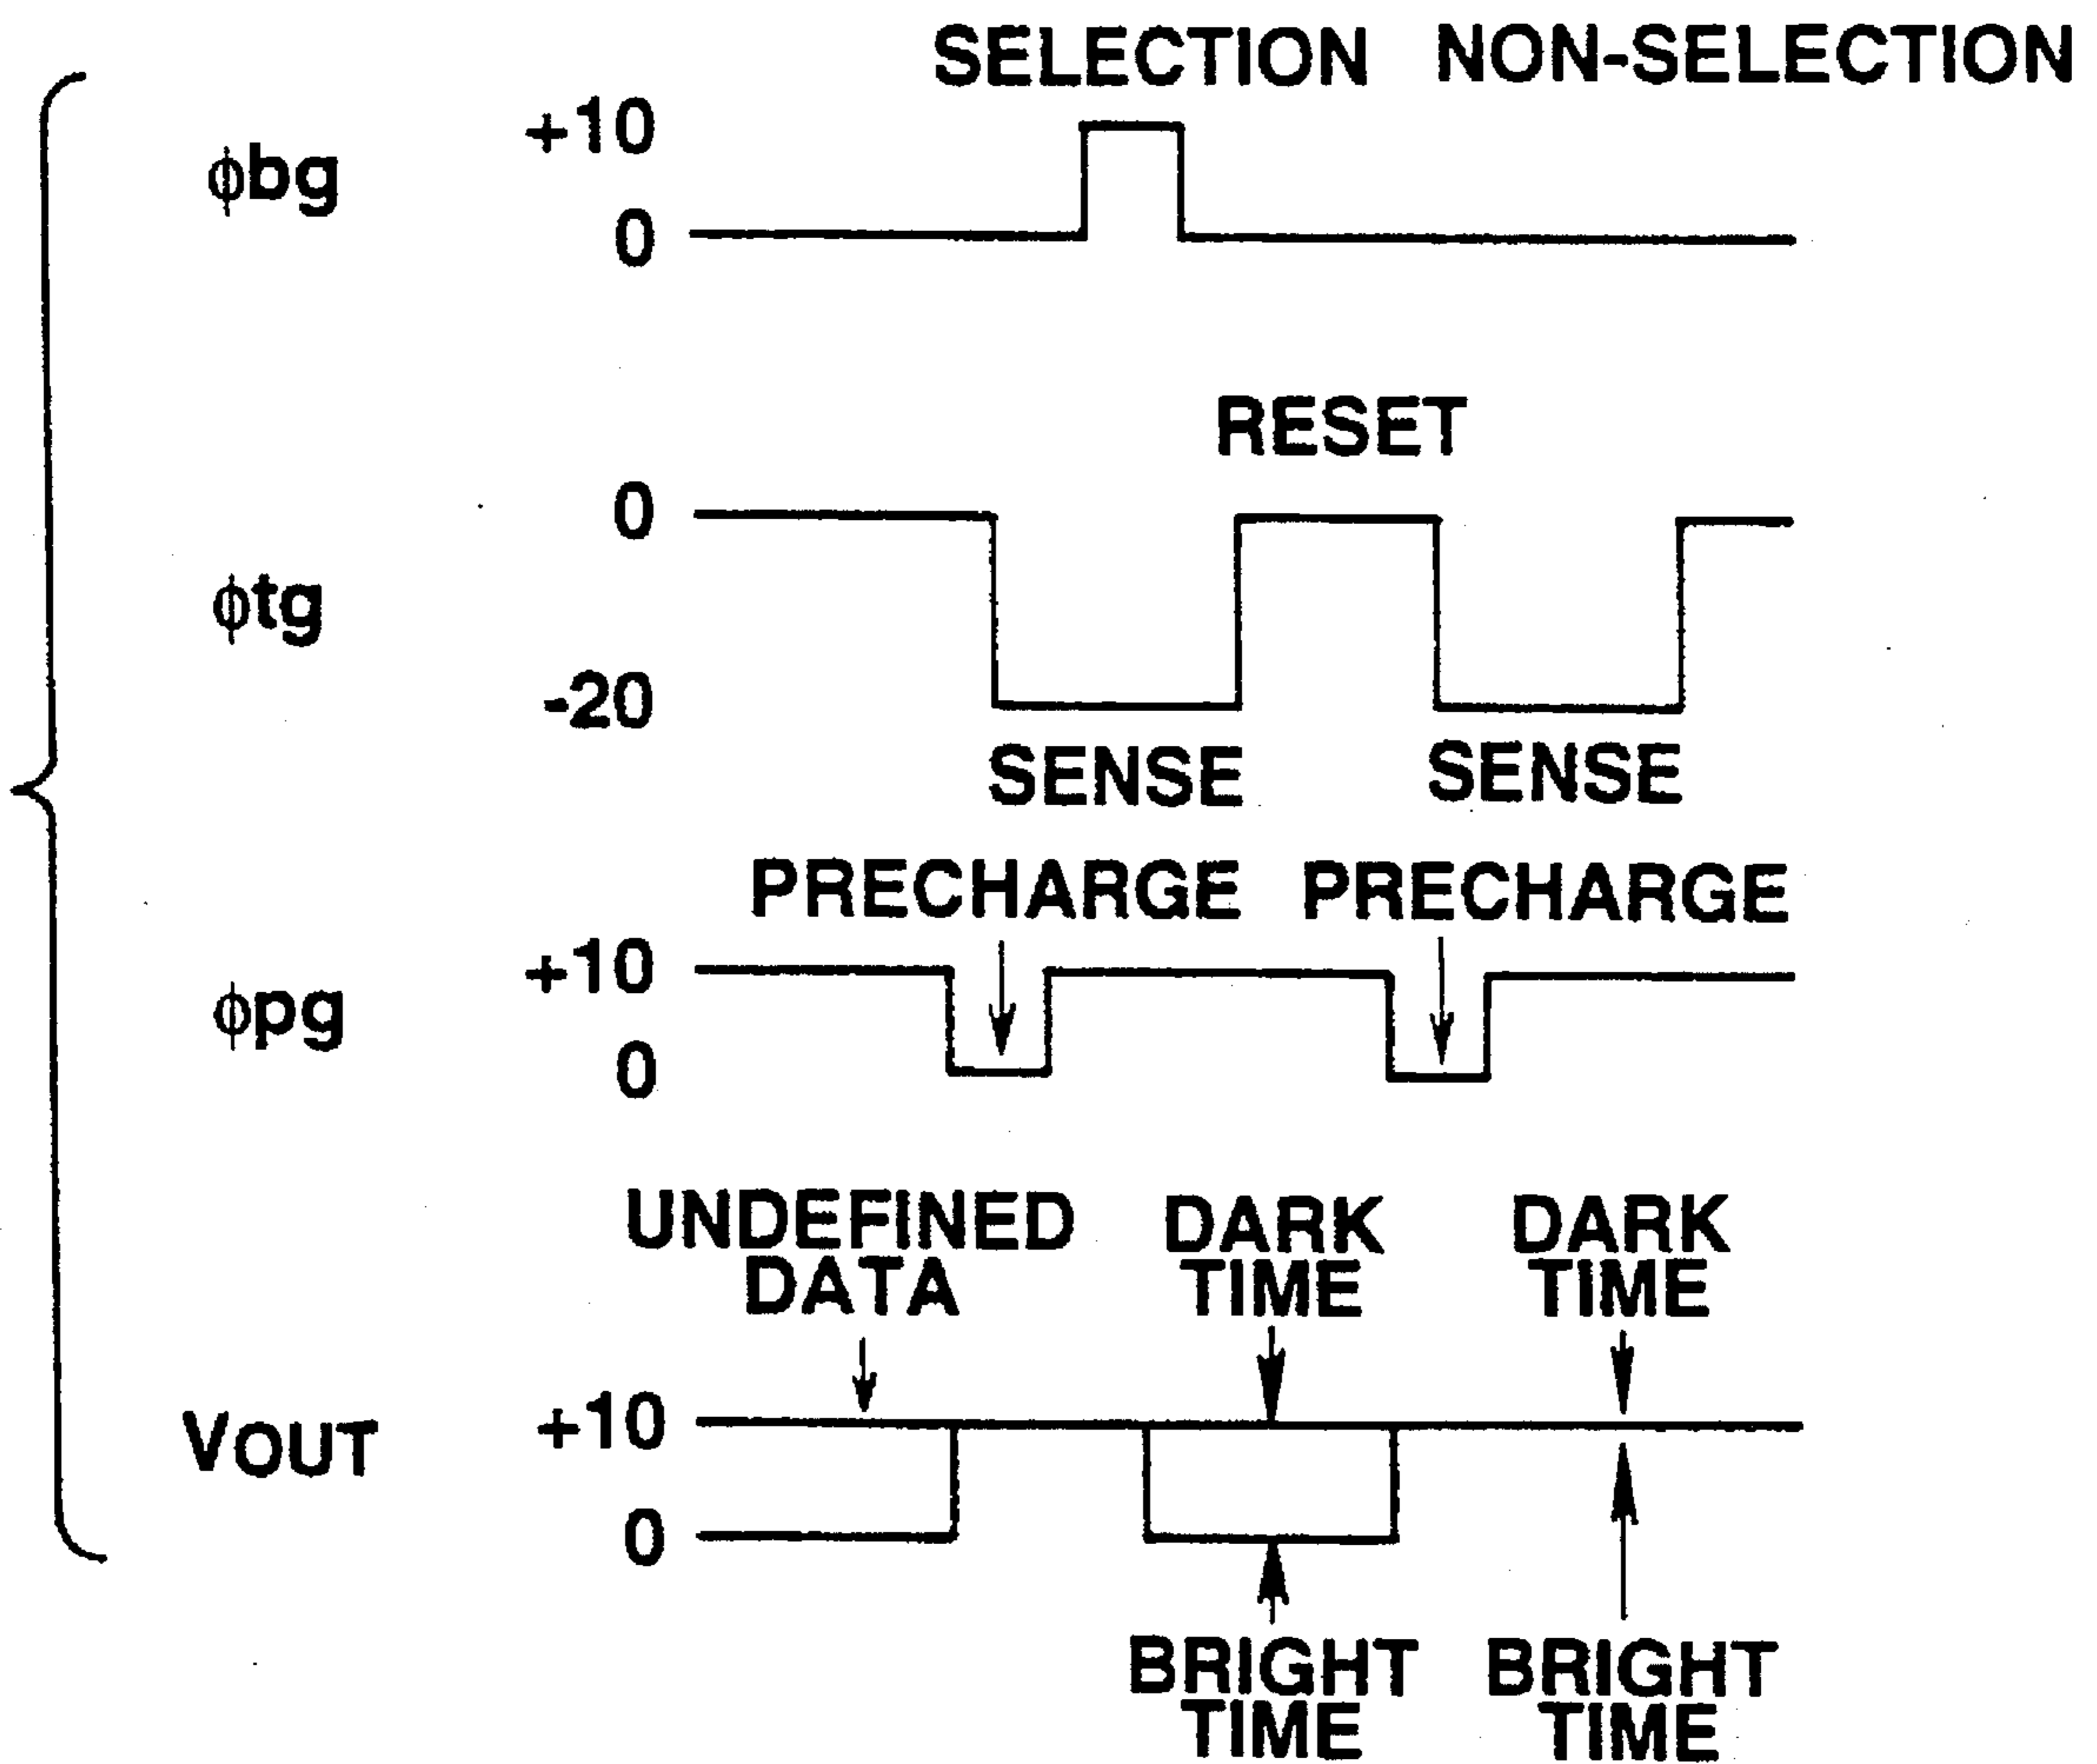 SELECTION NON-SELECTION
+10
ϕbg
0
RESET
0
ϕtg
-20
SENSE SENSE
PRECHARGE PRECHARGE
+10
ϕpg
0
UNDEFINED DATA
DARK TIME
DARK TIME
VOUT
+10
0
BRIGHT TIME
BRIGHT TIME